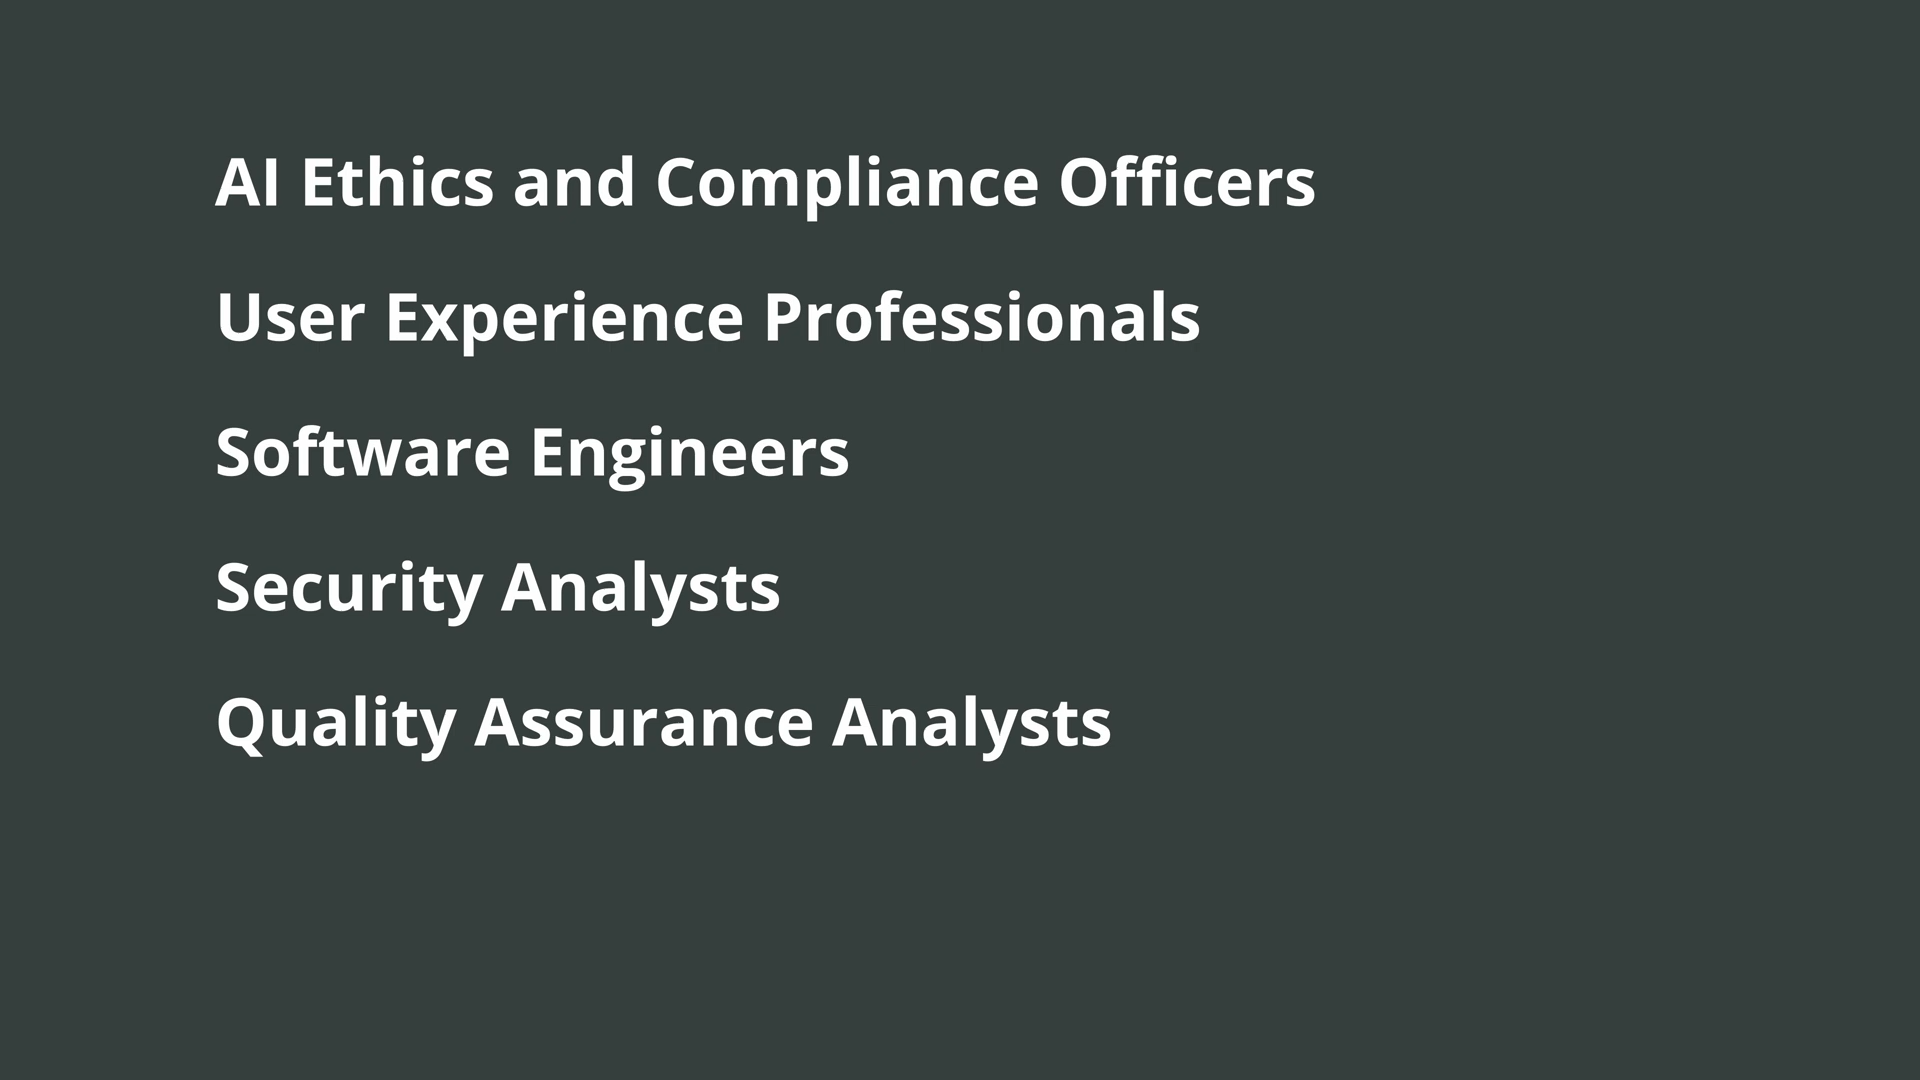 AI Ethics and Compliance Officers
User Experience Professionals
Software Engineers
Security Analysts
Quality Assurance Analysts